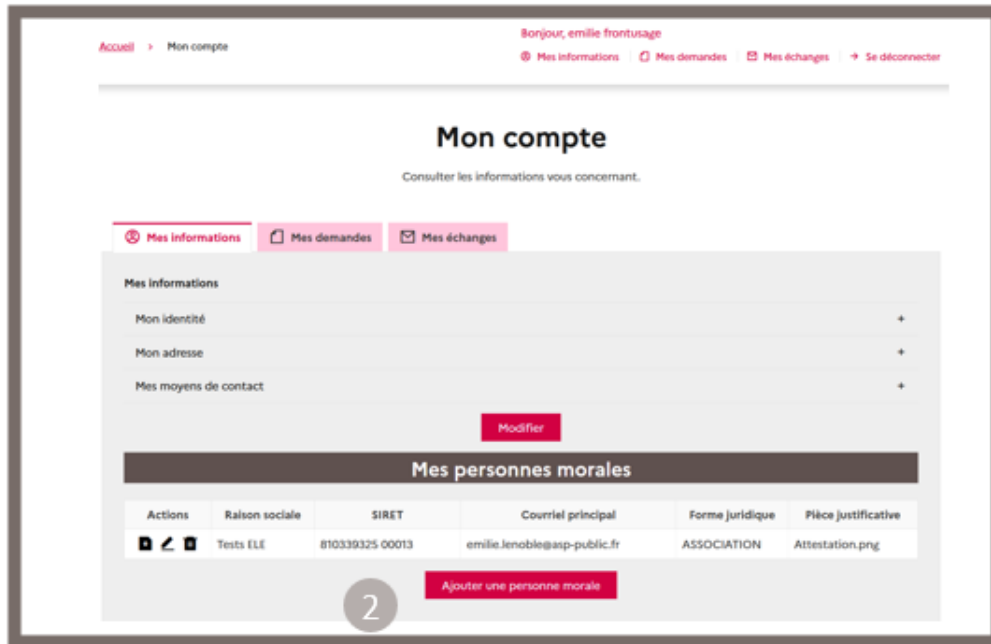 Bonjour, emilie frontusage
Accueil > Mon compte
Mes informations Mes demandes Mes échanges → Se déconnecter
Mon compte
Consulter les informations vous concernant.
Mes informations Mes demandes Mes échanges
Mes informations
Mon identité +
Mon adresse +
Mes moyens de contact +
Modifier
Mes personnes morales
Actions Raison sociale SIRET Courriel principal Forme juridique Pièce justificative
Tests ELE 810339325 00013 emilie.lenoble@asp-public.fr ASSOCIATION Attestation.png
Ajouter une personne morale
2